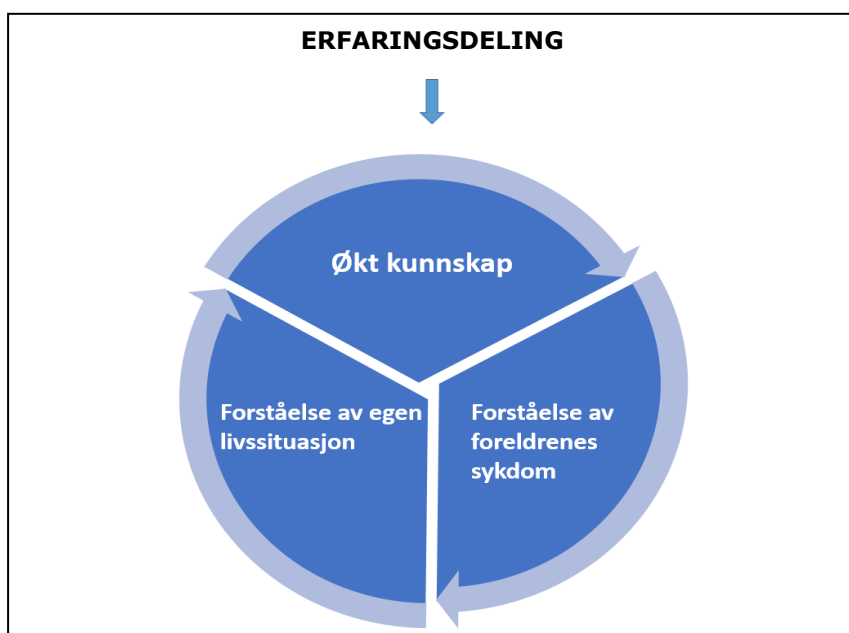 ERFARINGSDELING
Økt kunnskap
Forståelse av egen
livssituasjon
Forståelse av
foreldrenes
sykdom